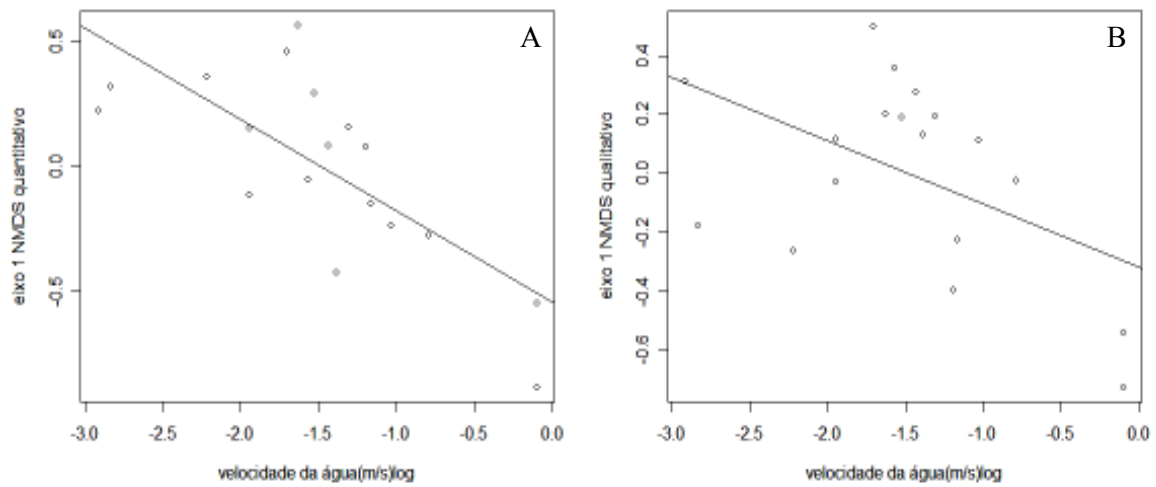 A
eixo 1 NMDS quantitativo
0.5
0.0
-0.5
-3.0 -2.5 -2.0 -1.5 -1.0 -0.5 0.0
velocidade da água(m/s)log
B
eixo 1 NMDS qualitativo
0.4
0.2
0.0
-0.2
-0.4
-0.6
-3.0 -2.5 -2.0 -1.5 -1.0 -0.5 0.0
velocidade da água(m/s)log